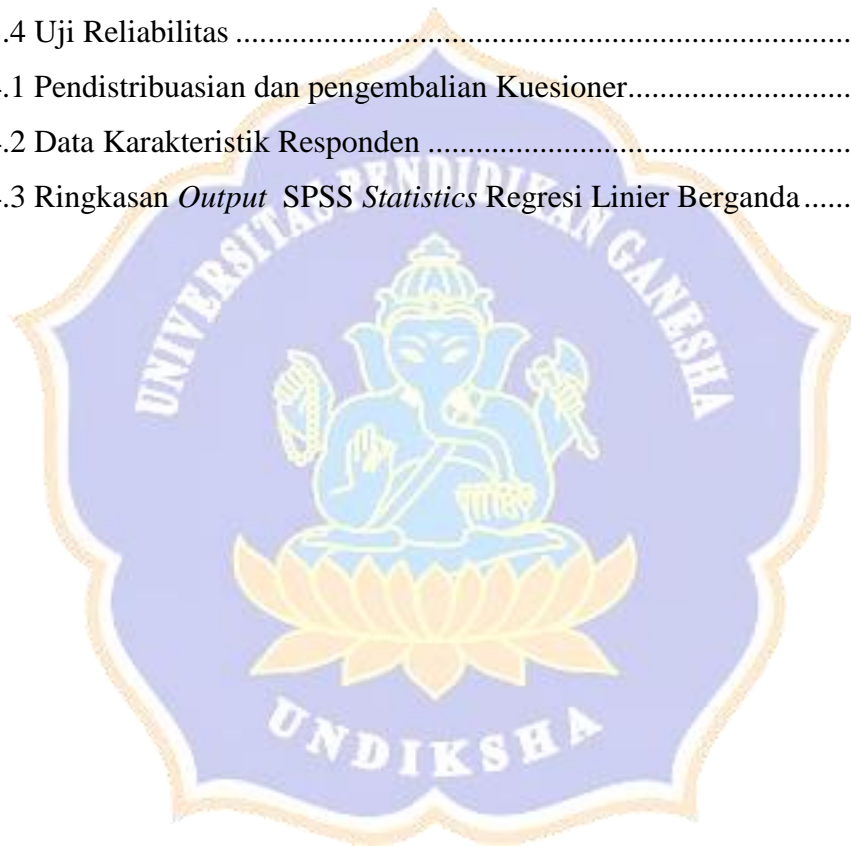 .4 Uji Reliabilitas ..............................................................................
.1 Pendistribuasian dan pengembalian Kuesioner............................
.2 Data Karakteristik Responden .....................................................
.3 Ringkasan Output SPSS Statistics Regresi Linier Berganda ......
UNIVERSITAS PENDIDIKAN GANESHA
UNDIKSHA